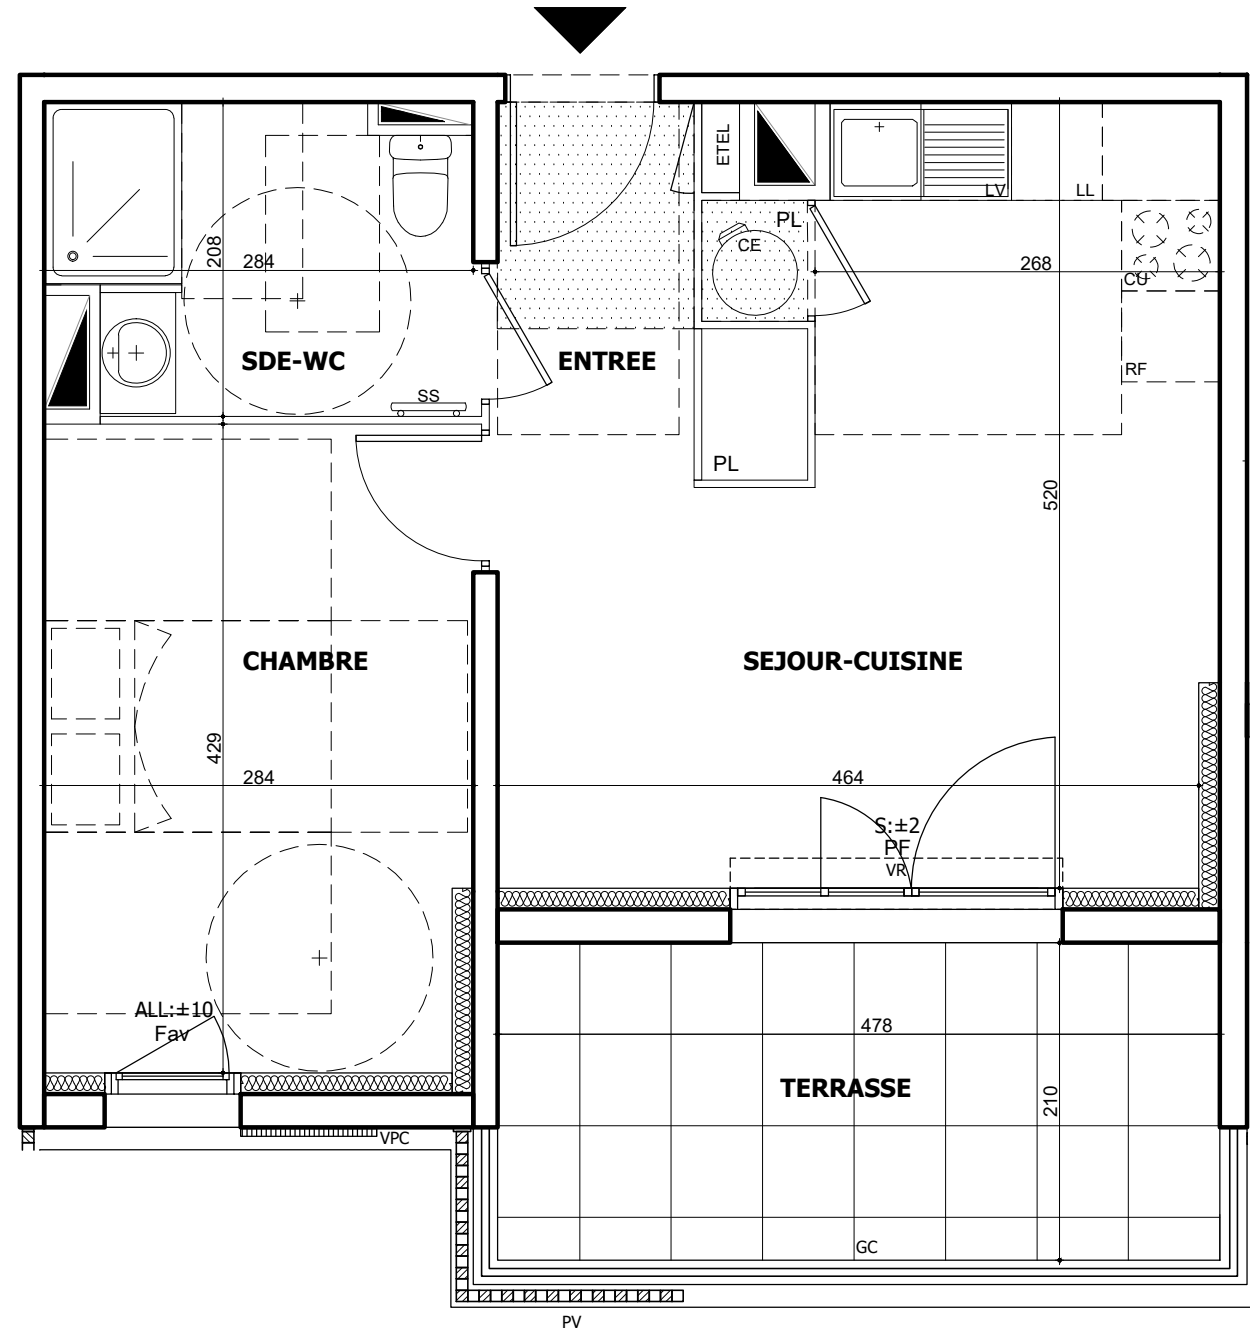 ETEL
LV
LL
PL
CE
CU
208
284
268
SDE-WC
ENTREE
RF
SS
PL
520
CHAMBRE
SEJOUR-CUISINE
429
284
464
S:±2
PF
VR
ALL:±10
Fav
478
TERRASSE
210
VPC
GC
PV